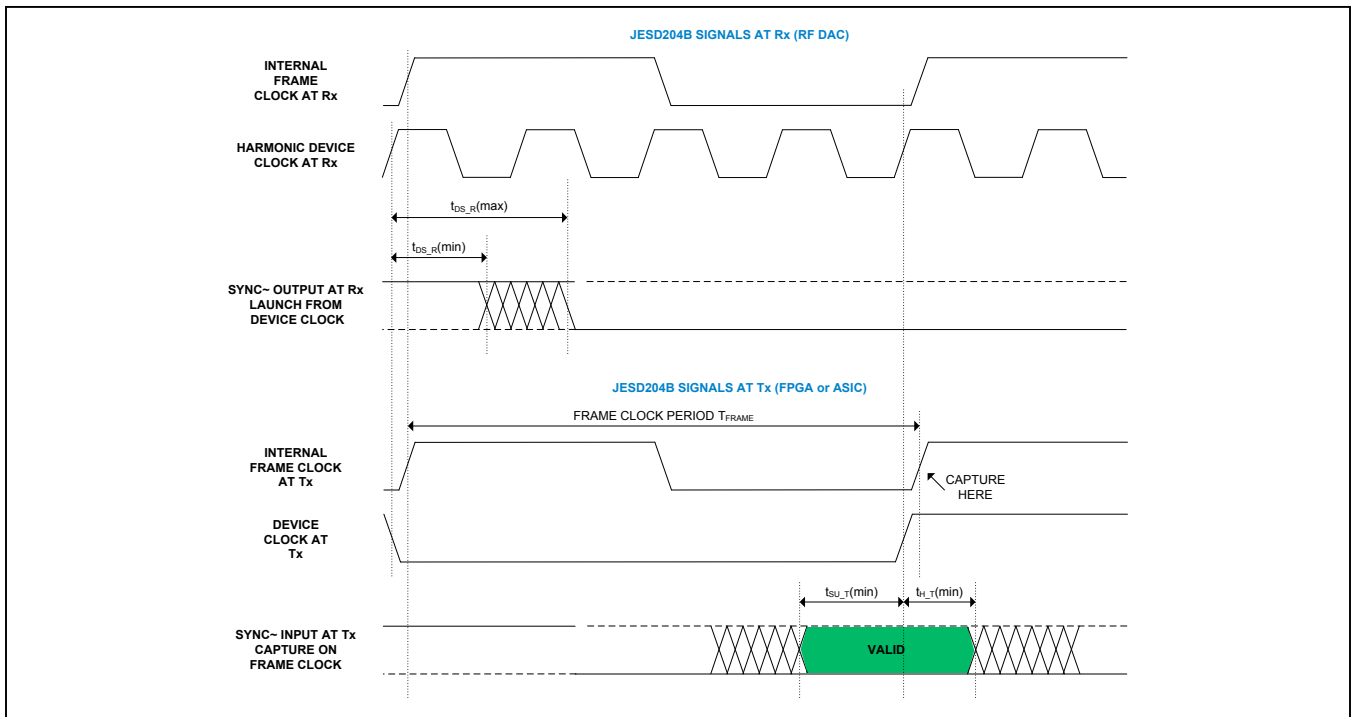 JESD204B SIGNALS AT Rx (RF DAC)
INTERNAL
FRAME
CLOCK AT Rx
HARMONIC DEVICE
CLOCK AT Rx
tDS_R(max)
tDS_R(min)
SYNC~ OUTPUT AT Rx
LAUNCH FROM
DEVICE CLOCK
JESD204B SIGNALS AT Tx (FPGA or ASIC)
FRAME CLOCK PERIOD TFRAME
INTERNAL
FRAME CLOCK
AT Tx
CAPTURE
HERE
DEVICE
CLOCK AT
Tx
tSU_T(min)
tH_T(min)
SYNC~ INPUT AT Tx
CAPTURE ON
FRAME CLOCK
VALID